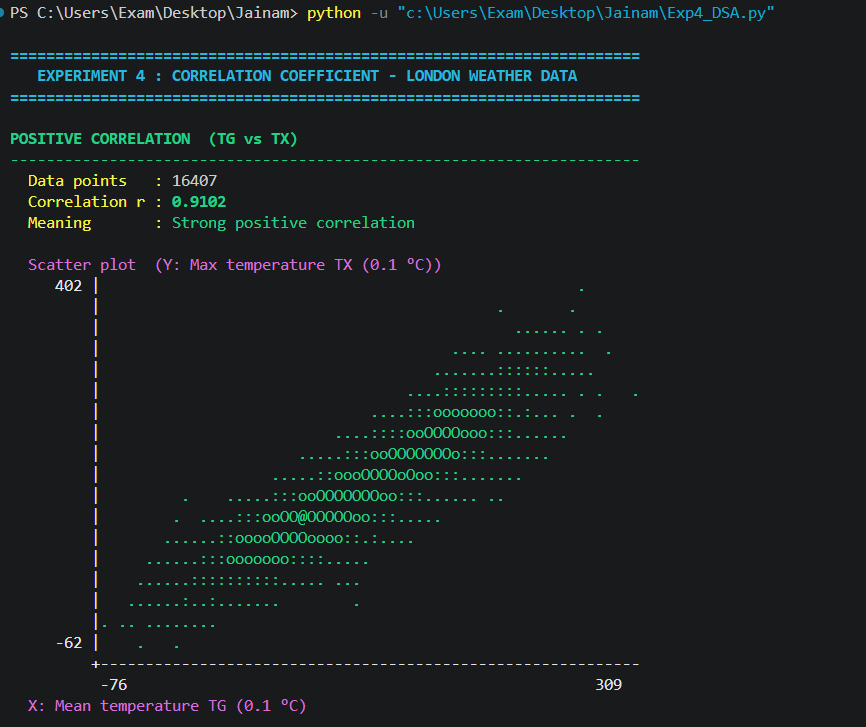 PS C:\Users\Exam\Desktop\Jainam> python -u "c:\Users\Exam\Desktop\Jainam\Exp4_DSA.py"
======================================================================
   EXPERIMENT 4 : CORRELATION COEFFICIENT - LONDON WEATHER DATA
======================================================================
POSITIVE CORRELATION  (TG vs TX)
----------------------------------------------------------------------
  Data points   : 16407
  Correlation r : 0.9102
  Meaning       : Strong positive correlation
  Scatter plot  (Y: Max temperature TX (0.1 ºC))
     402 |                                                     .
         |                                            .       .
         |                                              ...... . .
         |                                       .... ..........  .
         |                                     .......::::::.....
         |                                  ....:::::::::..... . .   .
         |                              ....:::ooooooo::.:... .  .
         |                          ....::::ooOOOOooo:::......
         |                      .....:::ooOOOOOOOo:::.......
         |                   .....::oooOOOOoOoo:::.......
         |         .    .....:::ooOOOOOOOoo:::...... ..
         |        .  ....:::ooOO@OOOOOoo:::.....
         |       ......::ooooOOOOoooo::.:....
         |     ......:::ooooooo::::.....
         |    ......::::::::::..... ...
         |   ......:..:.......        .
         |. .. ........
     -62 |    .   .
         +------------------------------------------------------------
          -76                                                    309
  X: Mean temperature TG (0.1 ºC)